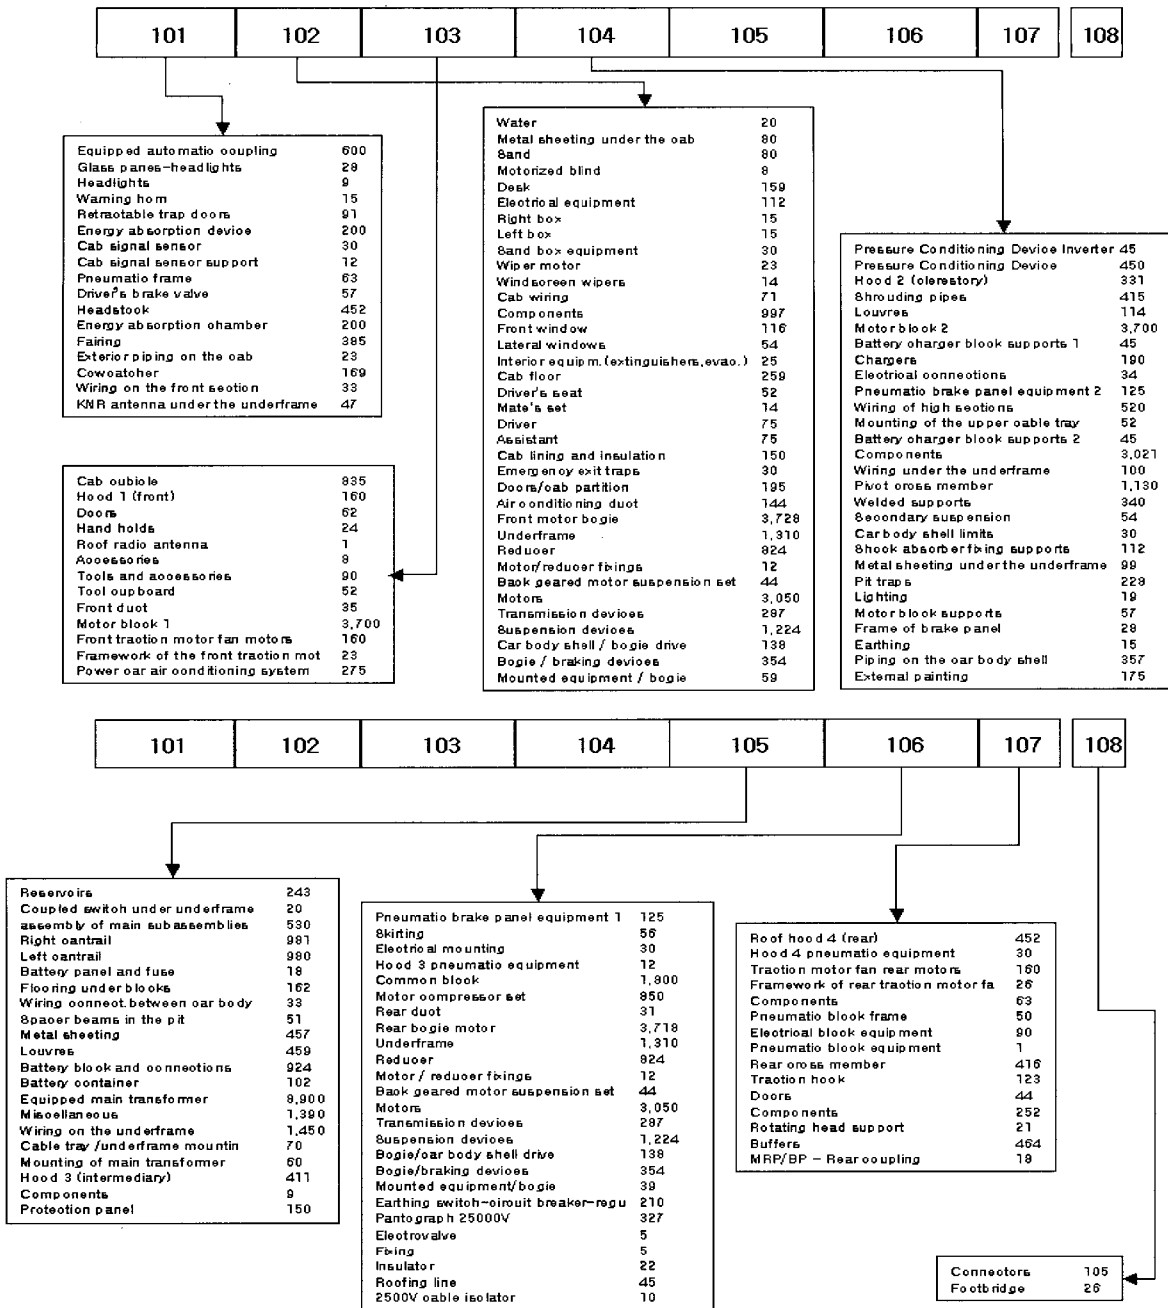 101 102 103 104 105 106 107 108
Equipped automatic coupling 600
Glass panes-headlights 28
Headlights 9
Warning horn 15
Retractable trap doors 91
Energy absorption device 200
Cab signal sensor 30
Cab signal sensor support 12
Pneumatic frame 63
Driver's brake valve 57
Headstock 452
Energy absorption chamber 200
Fairing 385
Exterior piping on the cab 23
Cowcatcher 169
Wiring on the front section 33
KNR antenna under the underframe 47
Cab cubicle 835
Hood 1 (front) 160
Doors 62
Hand holds 24
Roof radio antenna 1
Accessories 8
Tools and accessories 90
Tool cupboard 52
Front duct 35
Motor block 1 3,700
Front traction motor fan motors 160
Framework of the front traction mot 23
Power car air conditioning system 275
Water 20
Metal sheeting under the cab 80
Sand 80
Motorized blind 8
Desk 159
Electrical equipment 112
Right box 15
Left box 15
Sand box equipment 30
Wiper motor 23
Windscreen wipers 14
Cab wiring 71
Components 997
Front window 116
Lateral windows 54
Interior equipm.(extinguishers,evac.) 25
Cab floor 259
Driver's seat 52
Mate's set 14
Driver 75
Assistant 75
Cab lining and insulation 150
Emergency exit traps 30
Doors/cab partition 195
Air conditioning duct 144
Front motor bogie 3,728
Underframe 1,310
Reducer 824
Motor/reducer fixings 12
Back geared motor suspension set 44
Motors 3,050
Transmission devices 287
Suspension devices 1,224
Car body shell / bogie drive 138
Bogie / braking devices 354
Mounted equipment / bogie 59
Pressure Conditioning Device Inverter 45
Pressure Conditioning Device 450
Hood 2 (clerestory) 331
Shrouding pipes 415
Louvres 114
Motor block 2 3,700
Battery charger block supports 1 45
Chargers 190
Electrical connections 34
Pneumatic brake panel equipment 2 125
Wiring of high sections 520
Mounting of the upper cable tray 52
Battery charger block supports 2 45
Components 3,021
Wiring under the underframe 100
Pivot cross member 1,130
Welded supports 340
Secondary suspension 54
Car body shell limits 30
Shock absorber fixing supports 112
Metal sheeting under the underframe 99
Pit traps 228
Lighting 19
Motor block supports 57
Frame of brake panel 28
Earthing 15
Piping on the car body shell 357
External painting 175
101 102 103 104 105 106 107 108
Reservoirs 243
Coupled switch under underframe 20
assembly of main subassemblies 530
Right cantrail 981
Left cantrail 980
Battery panel and fuse 18
Flooring under blocks 162
Wiring connect. between car body 33
Spacer beams in the pit 51
Metal sheeting 457
Louvres 459
Battery block and connections 924
Battery container 102
Equipped main transformer 8,900
Miscellaneous 1,390
Wiring on the underframe 1,450
Cable tray /underframe mountin 70
Mounting of main transformer 60
Hood 3 (intermediary) 411
Components 9
Protection panel 150
Pneumatic brake panel equipment 1 125
Skirting 56
Electrical mounting 30
Hood 3 pneumatic equipment 12
Common block 1,800
Motor compressor set 850
Rear duct 31
Rear bogie motor 3,718
Underframe 1,310
Reducer 824
Motor / reducer fixings 12
Back geared motor suspension set 44
Motors 3,050
Transmission devices 287
Suspension devices 1,224
Bogie/car body shell drive 138
Bogie/braking devices 354
Mounted equipment/bogie 39
Earthing switch-circuit breaker-regu 210
Pantograph 25000V 327
Electrovalve 5
Fixing 5
Insulator 22
Roofing line 45
2500V cable isolator 10
Roof hood 4 (rear) 452
Hood 4 pneumatic equipment 30
Traction motor fan rear motors 160
Framework of rear traction motor fa 26
Components 63
Pneumatic block frame 50
Electrical block equipment 90
Pneumatic block equipment 1
Rear cross member 416
Traction hook 123
Doors 44
Components 252
Rotating head support 21
Buffers 464
MRP/BP - Rear coupling 18
Connectors 105
Footbridge 26